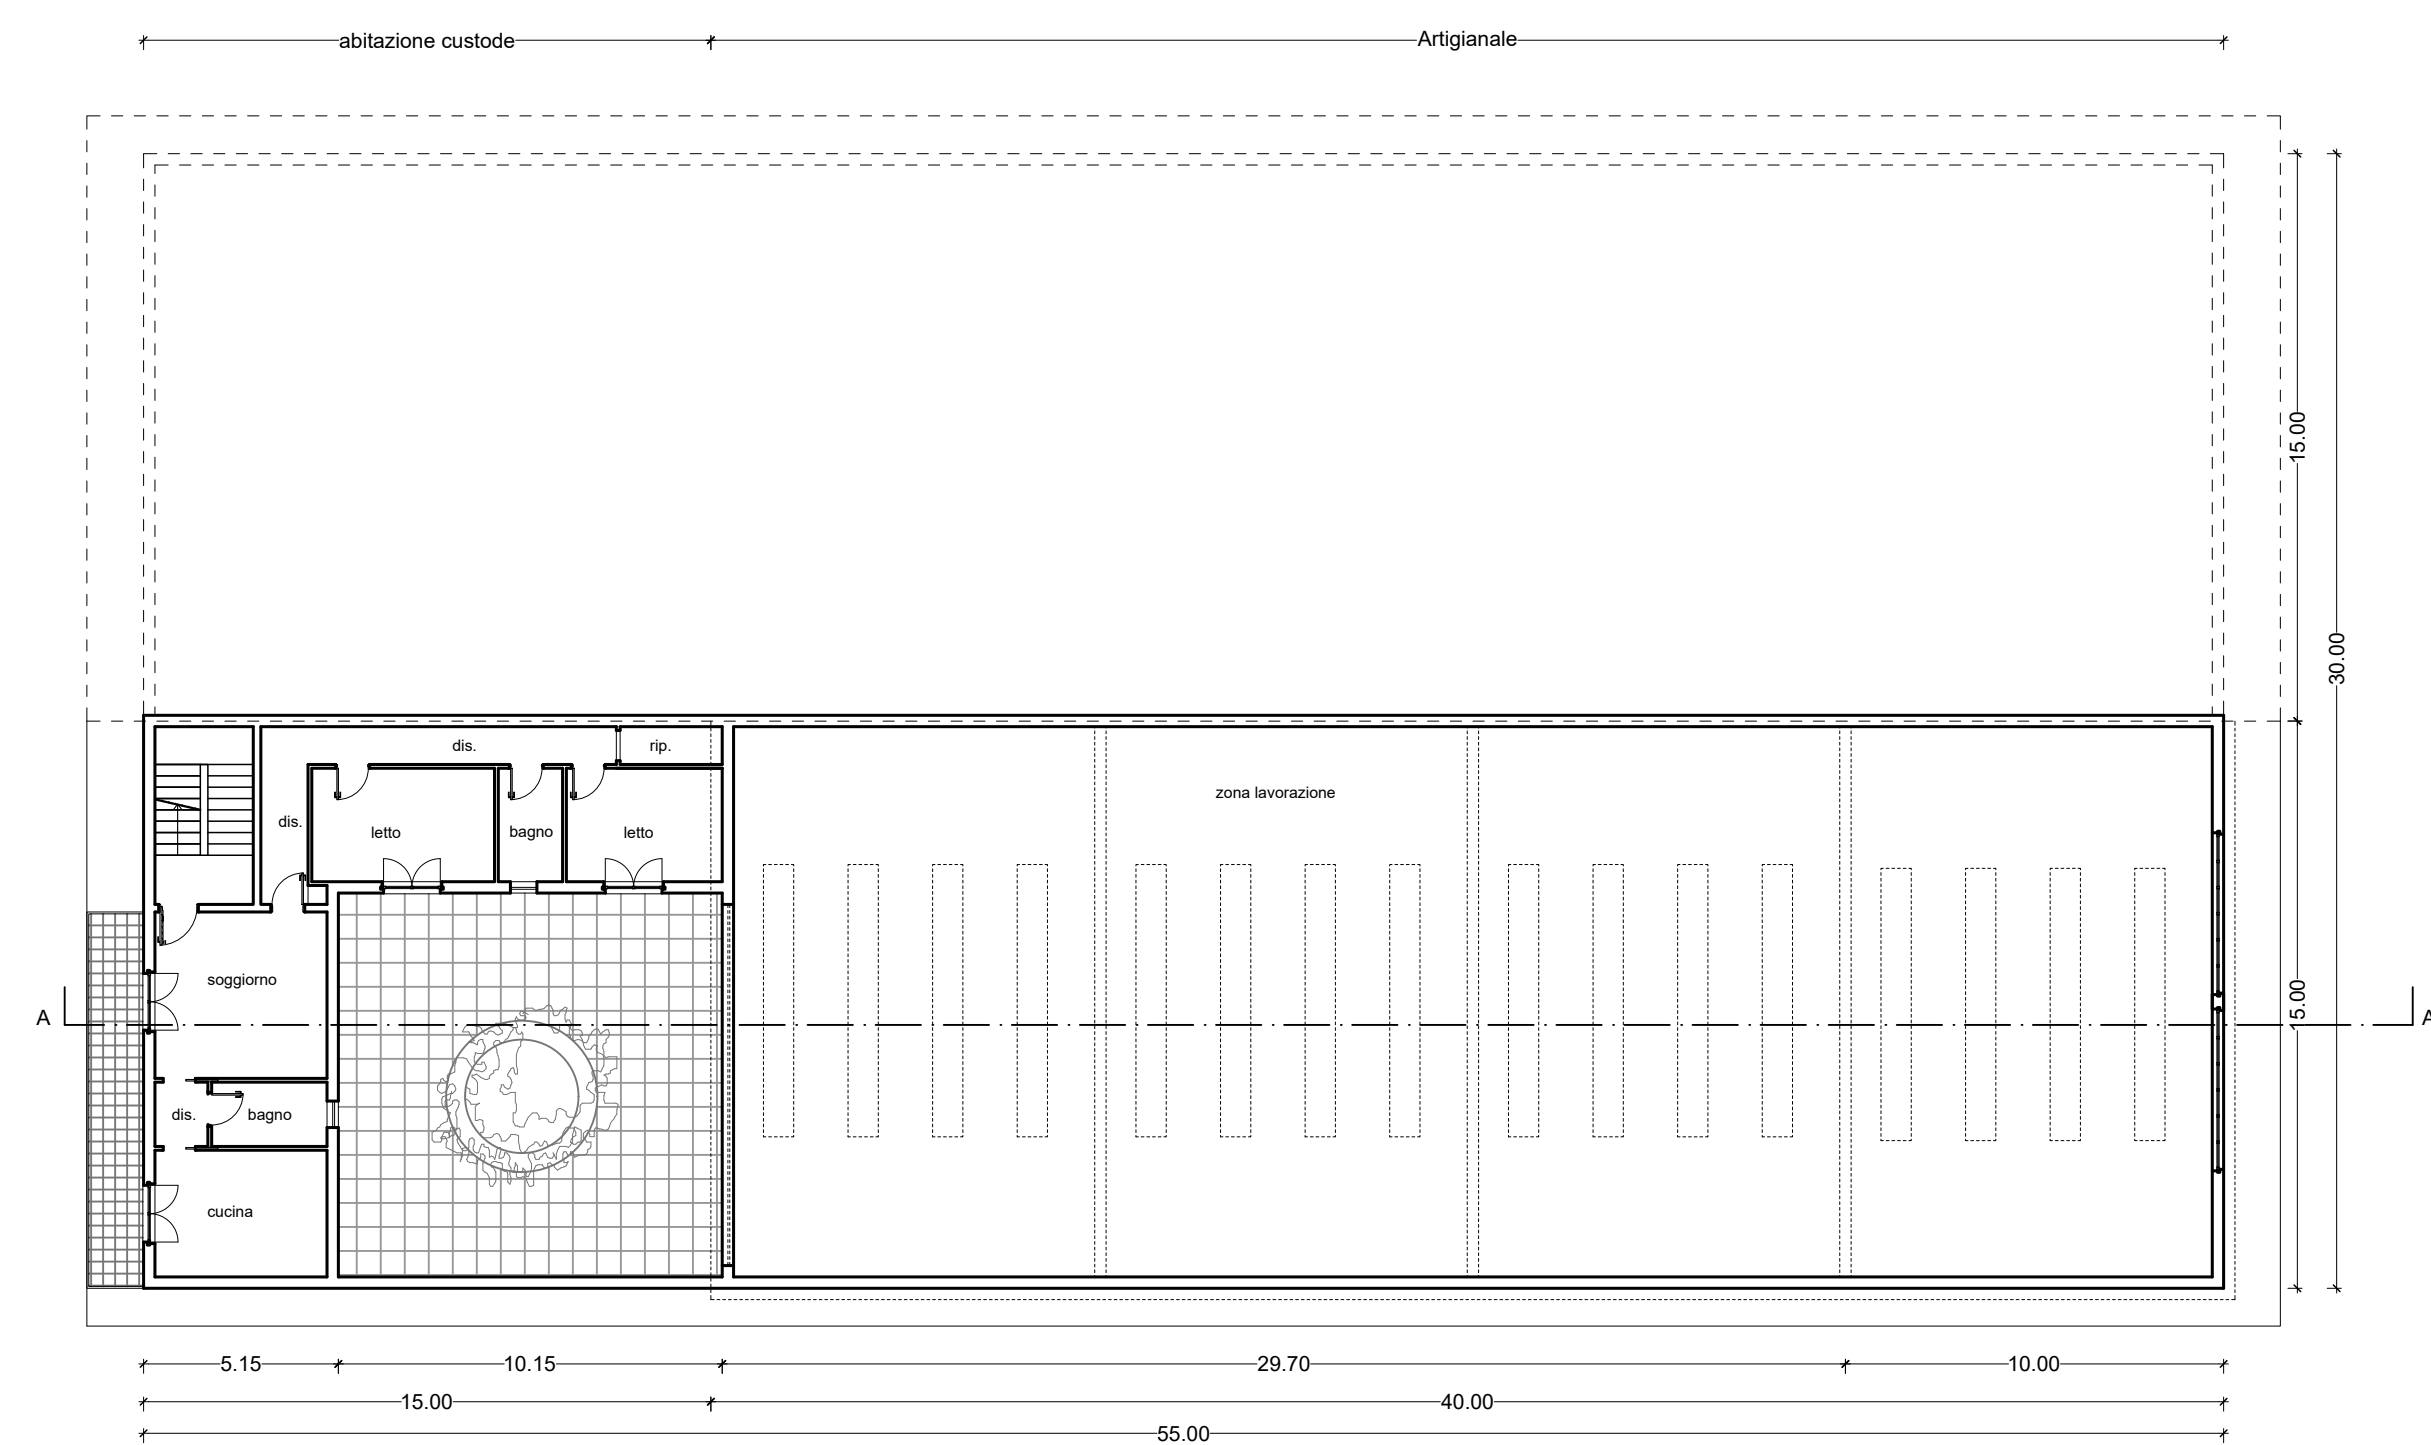 abitazione custode
Artigianale
15.00
30.00
dis.
rip.
zona lavorazione
dis.
letto
bagno
letto
soggiorno
A
15.00
A
dis.
bagno
cucina
5.15
10.15
29.70
10.00
15.00
40.00
55.00